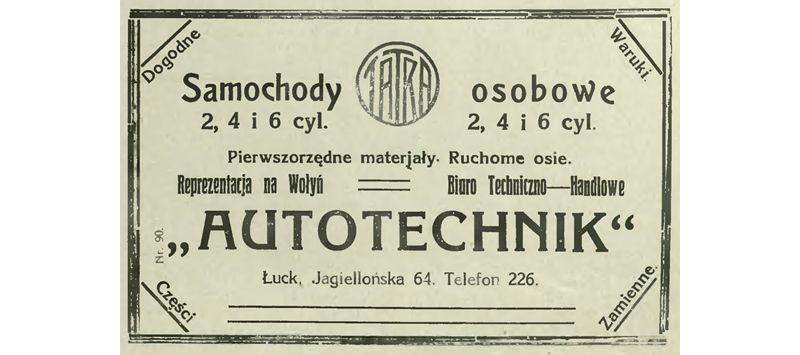 Dogodne
Waruki.
TATRA
Samochody osobowe
2, 4 i 6 cyl. 2, 4 i 6 cyl.
Pierwszorzędne materjały. Ruchome osie.
Reprezentacja na Wołyń Biuro Techniczno—Handlowe
„AUTOTECHNIK“
Nr. 90.
Łuck, Jagiellońska 64. Telefon 226.
Części
Zamienne.